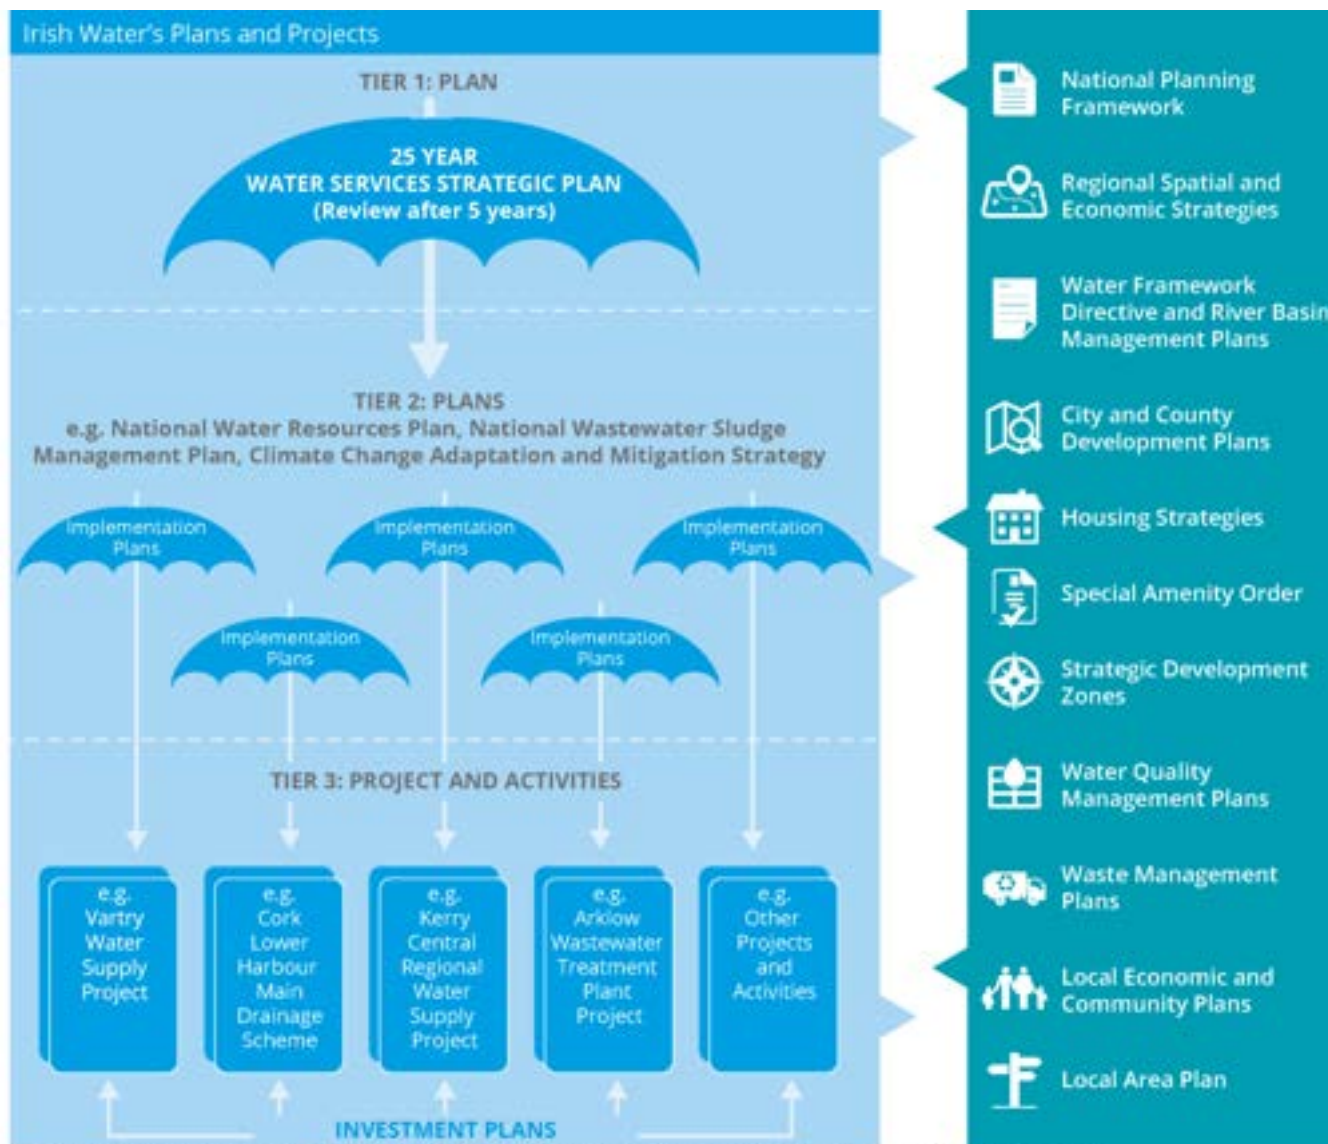 Irish Water's Plans and Projects
TIER 1: PLAN
25 YEAR
WATER SERVICES STRATEGIC PLAN
(Review after 5 years)
TIER 2: PLANS
e.g. National Water Resources Plan, National Wastewater Sludge
Management Plan, Climate Change Adaptation and Mitigation Strategy
Implementation
Plans
Implementation
Plans
Implementation
Plans
Implementation
Plans
Implementation
Plans
TIER 3: PROJECT AND ACTIVITIES
e.g.
Vartry
Water
Supply
Project
e.g.
Cork
Lower
Harbour
Main
Drainage
Scheme
e.g.
Kerry
Central
Regional
Water
Supply
Project
e.g.
Arklow
Wastewater
Treatment
Plant
Project
e.g.
Other
Projects
and
Activities
INVESTMENT PLANS
National Planning
Framework
Regional Spatial and
Economic Strategies
Water Framework
Directive and River Basin
Management Plans
City and County
Development Plans
Housing Strategies
Special Amenity Order
Strategic Development
Zones
Water Quality
Management Plans
Waste Management
Plans
Local Economic and
Community Plans
Local Area Plan